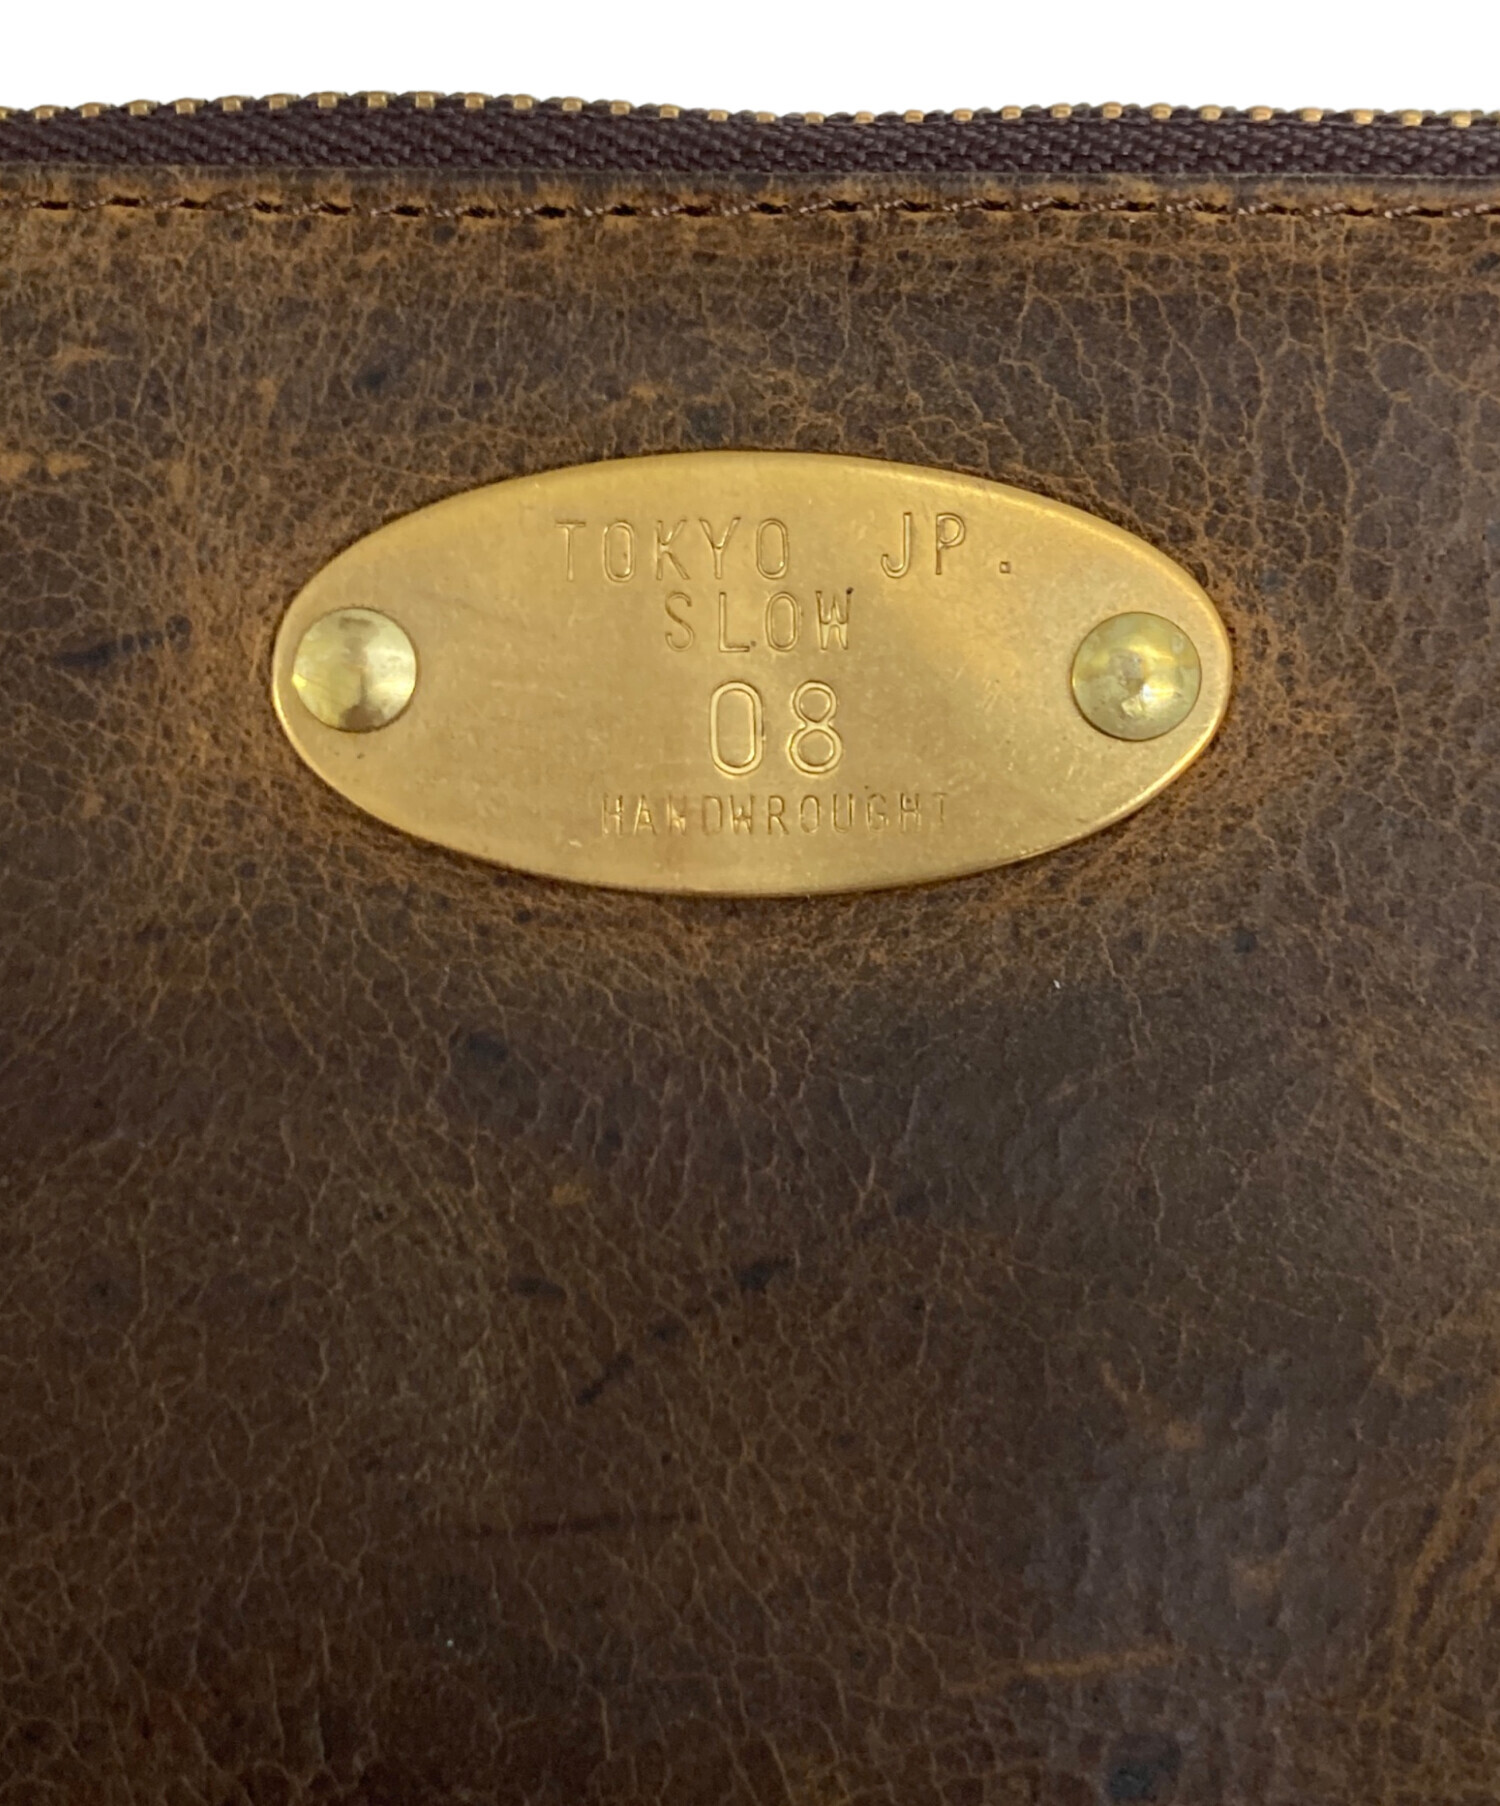 TOKYO JP.
SLOW
08
HANDWROUGHT